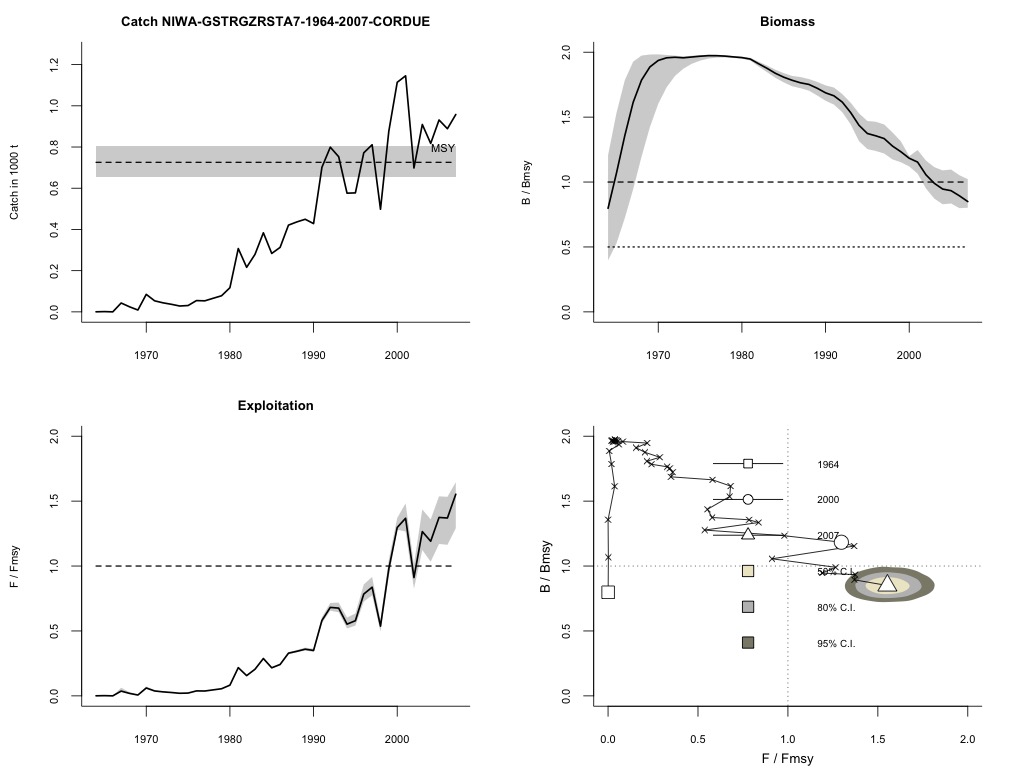 Catch NIWA-GSTRGZRSTA7-1964-2007-CORDUE
Catch in 1000 t
1.2
1.0
0.8
0.6
0.4
0.2
0.0
MSY
1970 1980 1990 2000
Biomass
B / Bmsy
2.0
1.5
1.0
0.5
0.0
1970 1980 1990 2000
Exploitation
F / Fmsy
2.0
1.5
1.0
0.5
0.0
1970 1980 1990 2000
B / Bmsy
2.0
1.5
1.0
0.5
0.0
1964
2000
2007
50% C.I.
80% C.I.
95% C.I.
0.0 0.5 1.0 1.5 2.0
F / Fmsy